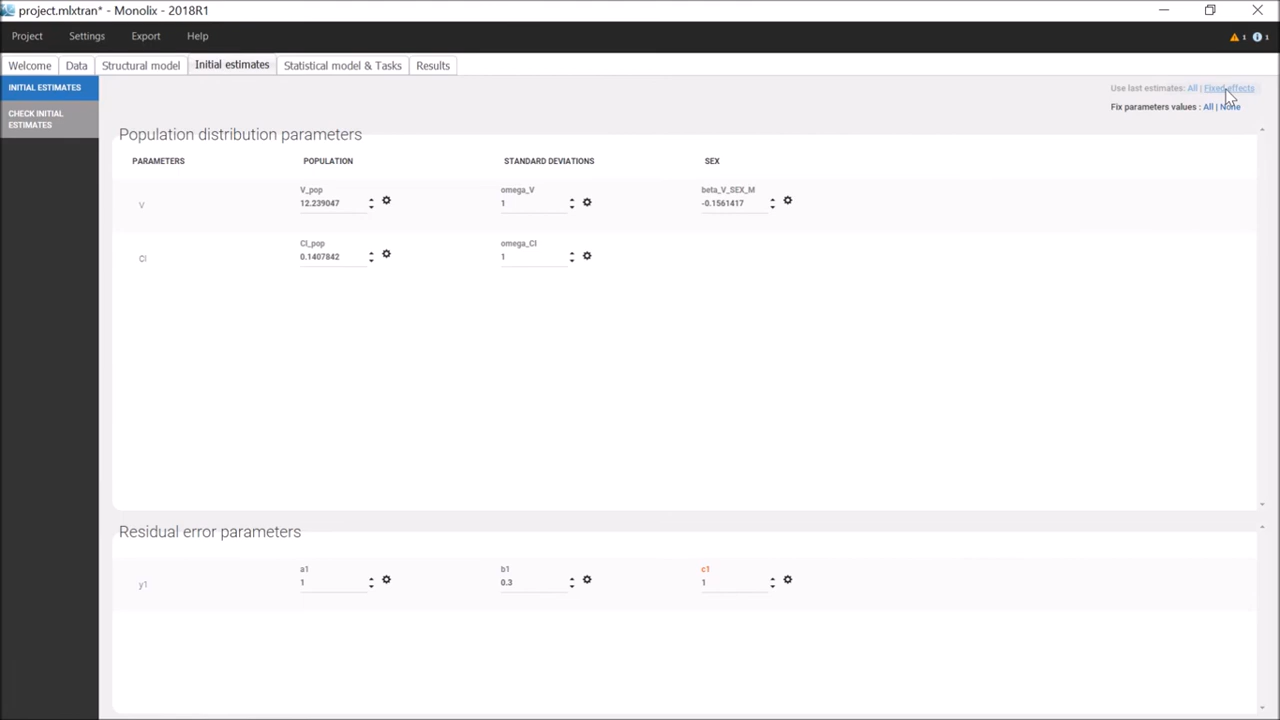 project.mlxtran* - Monolix - 2018R1
Project Settings Export Help
1 1
Welcome Data Structural model Initial estimates Statistical model & Tasks Results
INITIAL ESTIMATES
CHECK INITIAL
ESTIMATES
Use last estimates: All | Fixed effects
Fix parameters values : All | None
Population distribution parameters
PARAMETERS POPULATION STANDARD DEVIATIONS SEX
V_pop omega_V beta_V_SEX_M
V 12.239047 1 -0.1561417
Cl_pop omega_Cl
Cl 0.1407842 1
Residual error parameters
a1 b1 c1
y1 1 0.3 1